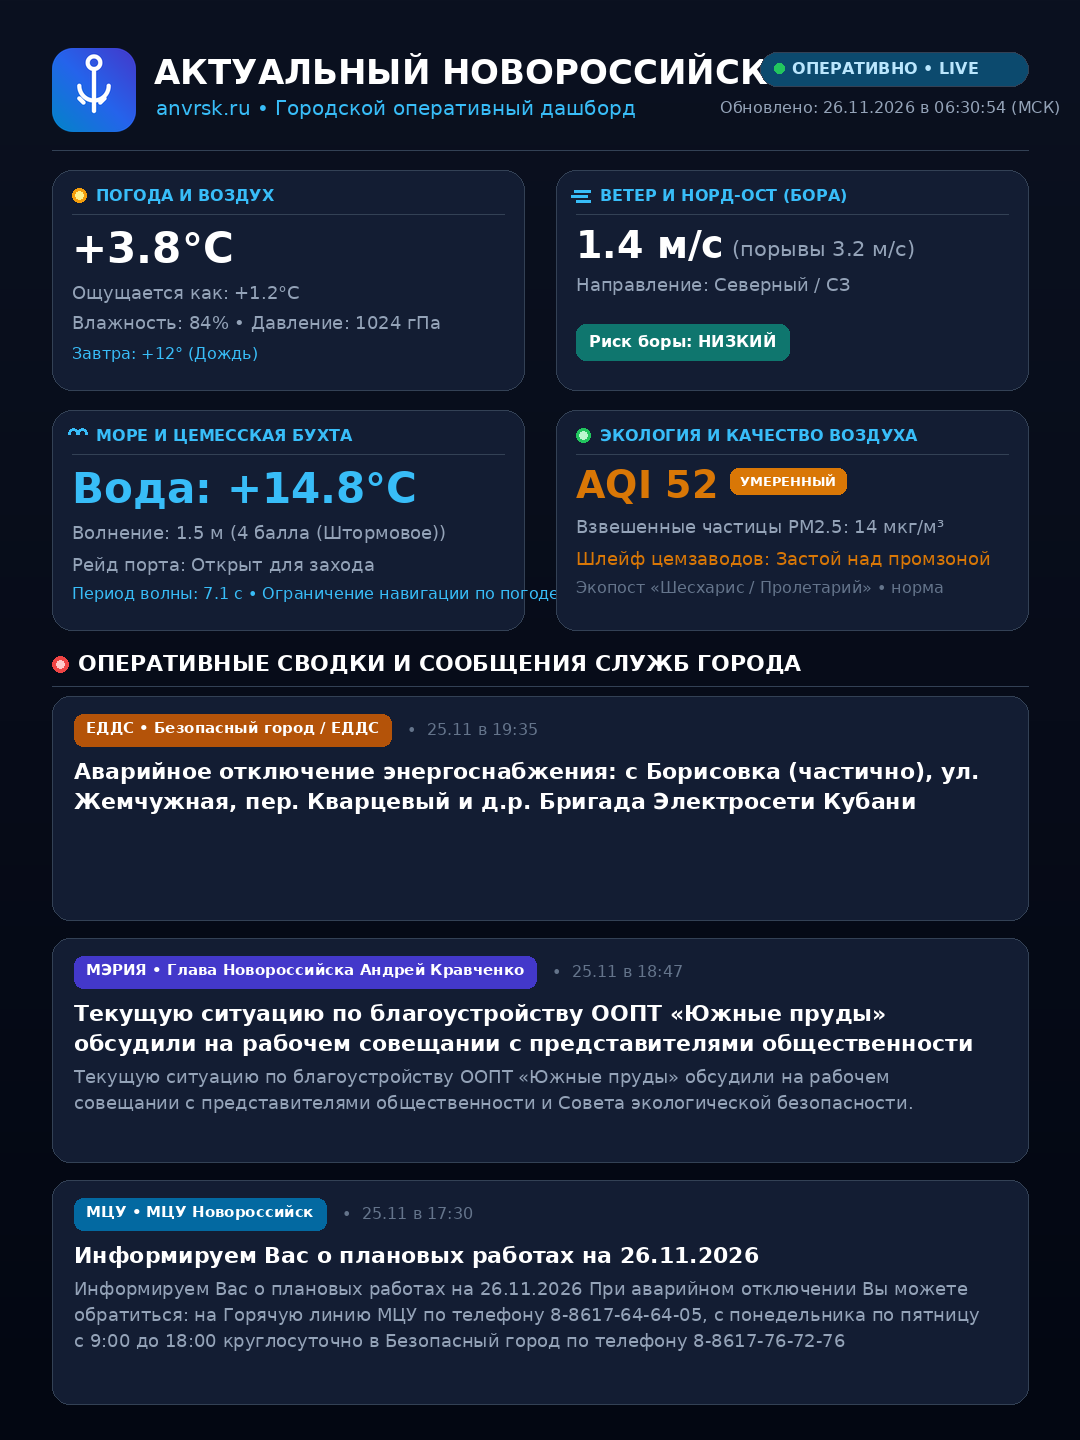 АКТУАЛЬНЫЙ НОВОРОССИЙСК
ОПЕРАТИВНО • LIVE
anvrsk.ru • Городской оперативный дашборд
Обновлено: 26.11.2026 в 06:30:54 (МСК)
ПОГОДА И ВОЗДУХ
+3.8°C
Ощущается как: +1.2°C
Влажность: 84% • Давление: 1024 гПа
Завтра: +12° (Дождь)
ВЕТЕР И НОРД-ОСТ (БОРА)
1.4 м/с (порывы 3.2 м/с)
Направление: Северный / СЗ
Риск боры: НИЗКИЙ
МОРЕ И ЦЕМЕССКАЯ БУХТА
Вода: +14.8°C
Волнение: 1.5 м (4 балла (Штормовое))
Рейд порта: Открыт для захода
Период волны: 7.1 с • Ограничение навигации по погоде
ЭКОЛОГИЯ И КАЧЕСТВО ВОЗДУХА
AQI 52 УМЕРЕННЫЙ
Взвешенные частицы PM2.5: 14 мкг/м³
Шлейф цемзаводов: Застой над промзоной
Экопост «Шесхарис / Пролетарий» • норма
ОПЕРАТИВНЫЕ СВОДКИ И СООБЩЕНИЯ СЛУЖБ ГОРОДА
ЕДДС • Безопасный город / ЕДДС • 25.11 в 19:35
Аварийное отключение энергоснабжения: с Борисовка (частично), ул.
Жемчужная, пер. Кварцевый и д.р. Бригада Электросети Кубани
МЭРИЯ • Глава Новороссийска Андрей Кравченко • 25.11 в 18:47
Текущую ситуацию по благоустройству ООПТ «Южные пруды»
обсудили на рабочем совещании с представителями общественности
Текущую ситуацию по благоустройству ООПТ «Южные пруды» обсудили на рабочем
совещании с представителями общественности и Совета экологической безопасности.
МЦУ • МЦУ Новороссийск • 25.11 в 17:30
Информируем Вас о плановых работах на 26.11.2026
Информируем Вас о плановых работах на 26.11.2026 При аварийном отключении Вы можете
обратиться: на Горячую линию МЦУ по телефону 8-8617-64-64-05, с понедельника по пятницу
с 9:00 до 18:00 круглосуточно в Безопасный город по телефону 8-8617-76-72-76